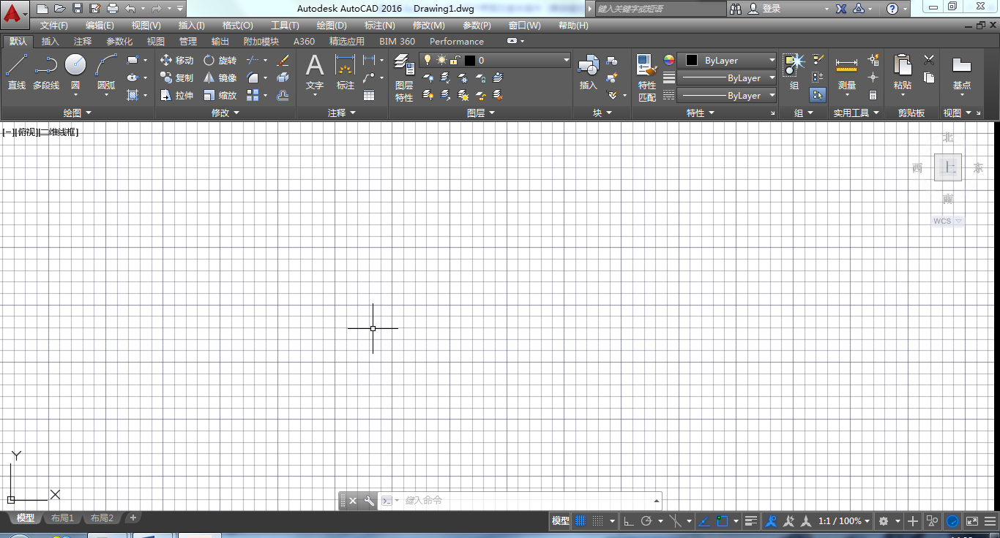 Autodesk AutoCAD 2016 Drawing1.dwg 键入关键字或短语 登录
文件(F) 编辑(E) 视图(V) 插入(I) 格式(O) 工具(T) 绘图(D) 标注(N) 修改(M) 参数(P) 窗口(W) 帮助(H)
默认 插入 注释 参数化 视图 管理 输出 附加模块 A360 精选应用 BIM 360 Performance
移动 旋转 0 ByLayer
直线 多段线 圆 圆弧 复制 镜像 A 文字 标注 图层 特性 插入 特性 匹配 ByLayer 组 测量 粘贴 基点
拉伸 缩放 ByLayer
绘图 修改 注释 图层 块 特性 组 实用工具 剪贴板 视图
[−][俯视][二维线框]
北
西 上 东
南
WCS
Y
X
键入命令
模型 布局1 布局2 + 模型 1:1 / 100%